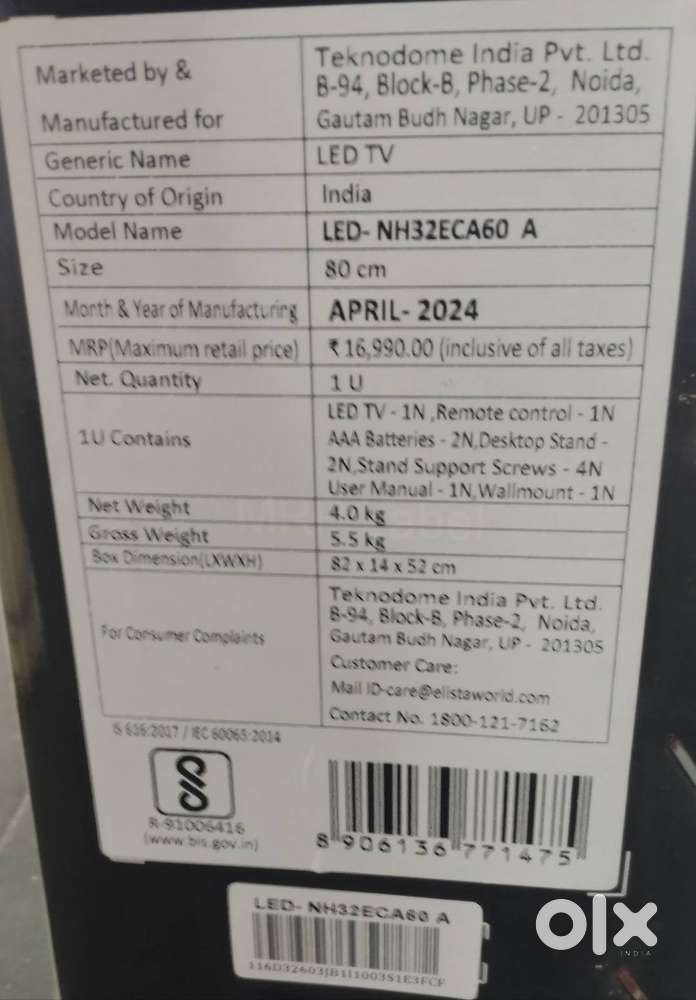 Marketed by &
Manufactured for
Teknodome India Pvt. Ltd.
B-94, Block-B, Phase-2, Noida,
Gautam Budh Nagar, UP - 201305
Generic Name
LED TV
Country of Origin
India
Model Name
LED- NH32ECA60 A
Size
80 cm
Month & Year of Manufacturing
APRIL- 2024
MRP(Maximum retail price)
₹ 16,990.00 (inclusive of all taxes)
Net. Quantity
1 U
1U Contains
LED TV - 1N ,Remote control - 1N
AAA Batteries - 2N,Desktop Stand -
2N,Stand Support Screws - 4N
User Manual - 1N,Wallmount - 1N
Net Weight
4.0 kg
Gross Weight
5.5 kg
Box Dimension(LXWXH)
82 x 14 x 52 cm
For Consumer Complaints
Teknodome India Pvt. Ltd.
B-94, Block-B, Phase-2, Noida,
Gautam Budh Nagar, UP - 201305
Customer Care:
Mail ID-care@elistaworld.com
Contact No. 1800-121-7162
IS 616:2017 / IEC 60065:2014
R-91006416
(www.bis.gov.in)
8 906136 771475
LED- NH32ECA60 A
olx
INDIA